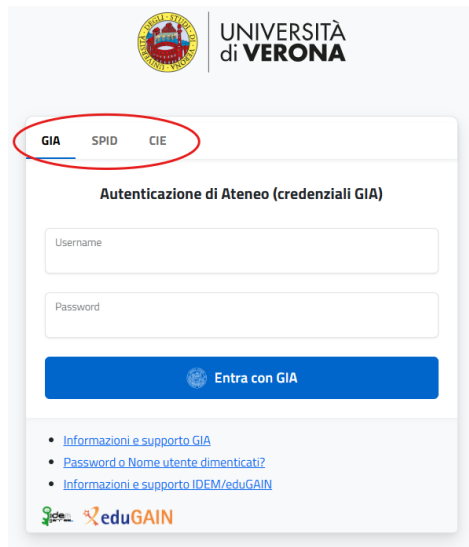 UNIVERSITÀ
di VERONA
GIA SPID CIE
Autenticazione di Ateneo (credenziali GIA)
Username
Password
Entra con GIA
Informazioni e supporto GIA
Password o Nome utente dimenticati?
Informazioni e supporto IDEM/eduGAIN
eduGAIN